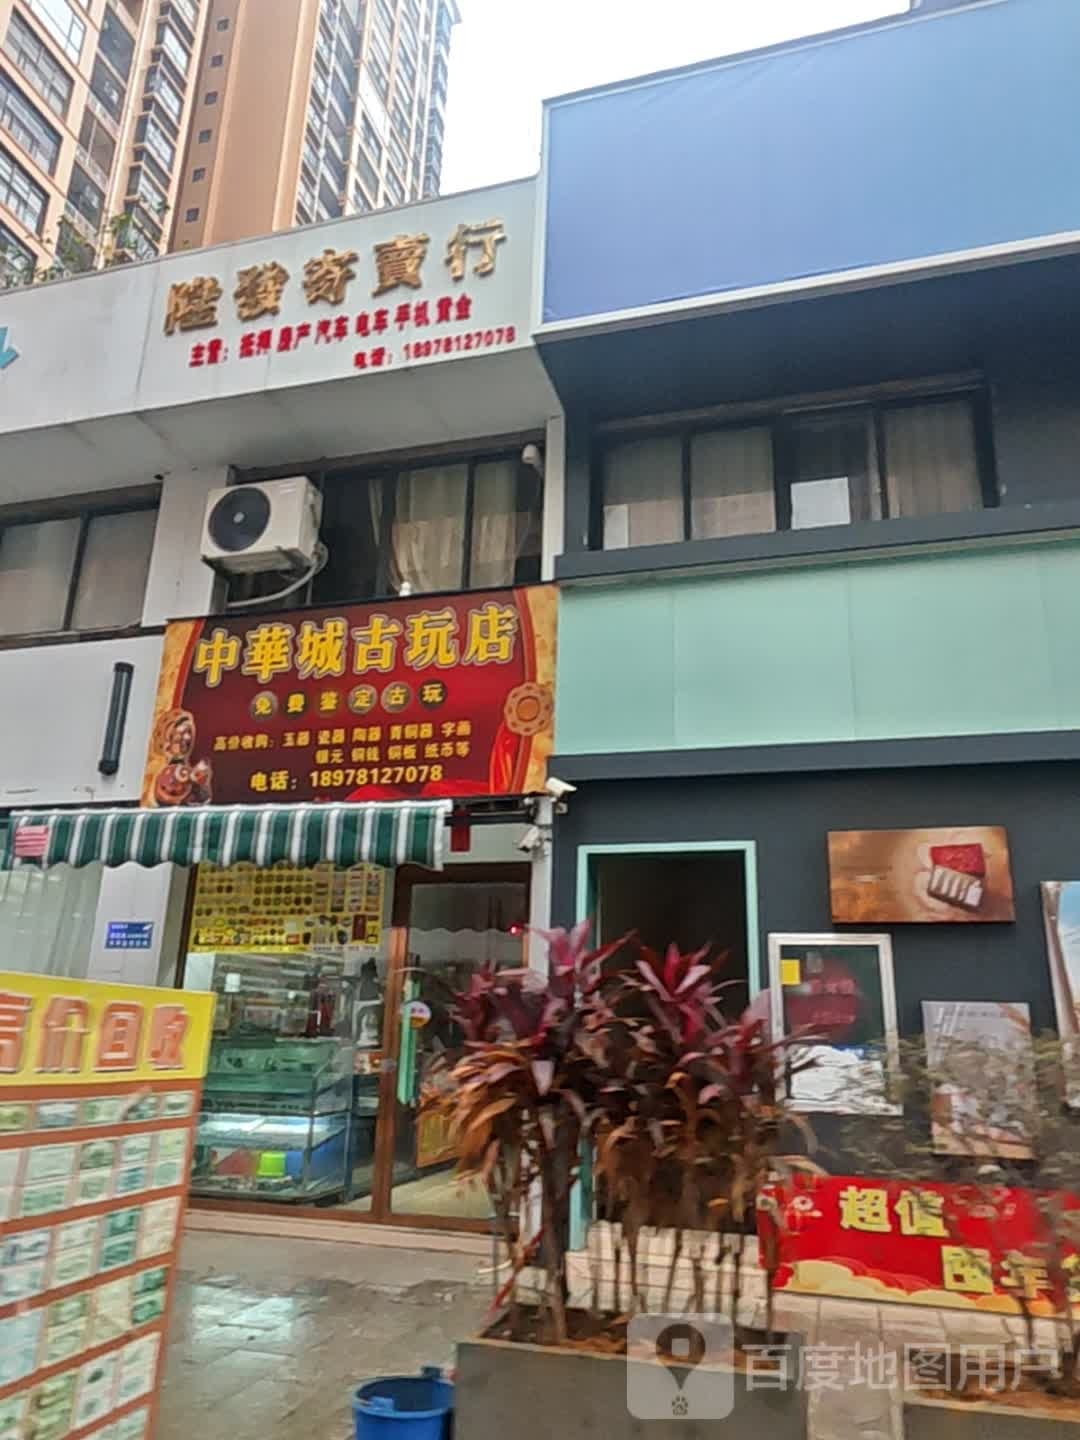 隆發寄賣行
主营：抵押 房产 汽车 电车 手机 黄金
电话：18978127078
中華城古玩店
免费鉴定古玩
高价收购：玉器 瓷器 陶器 青铜器 字画
银元 铜钱 铜板 纸币等
电话：18978127078
高价回收
超值
百度地图用户